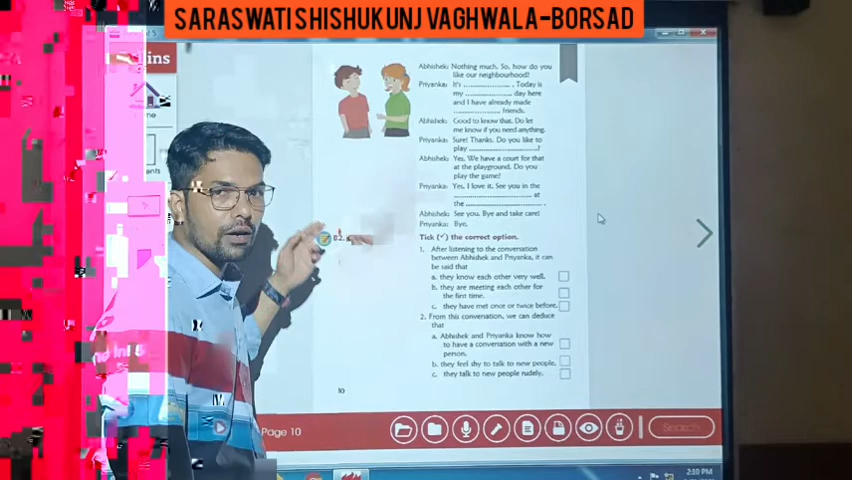 SARASWATI SHISHUKUNJ VAGHWALA-BORSAD
Abhishek: Nothing much. So, how do you
like our neighbourhood?
Priyanka: It's ..................... . Today is
my ..................... day here
and I have already made
..................... friends.
Abhishek: Good to know that. Do let
me know if you need anything.
Priyanka: Sure! Thanks. Do you like to
play ..............................?
Abhishek: Yes. We have a court for that
at the playground. Do you
play the game?
Priyanka: Yes, I love it. See you in the
.............................. at
the .............................. .
Abhishek: See you. Bye and take care!
Priyanka: Bye.
B2.
Tick (✓) the correct option.
1. After listening to the conversation
between Abhishek and Priyanka, it can
be said that
a. they know each other very well.
b. they are meeting each other for
the first time.
c. they have met once or twice before.
2. From this conversation, we can deduce
that
a. Abhishek and Priyanka know how
to have a conversation with a new
person.
b. they feel shy to talk to new people.
c. they talk to new people rudely.
10
Page 10
Search
2:10 PM